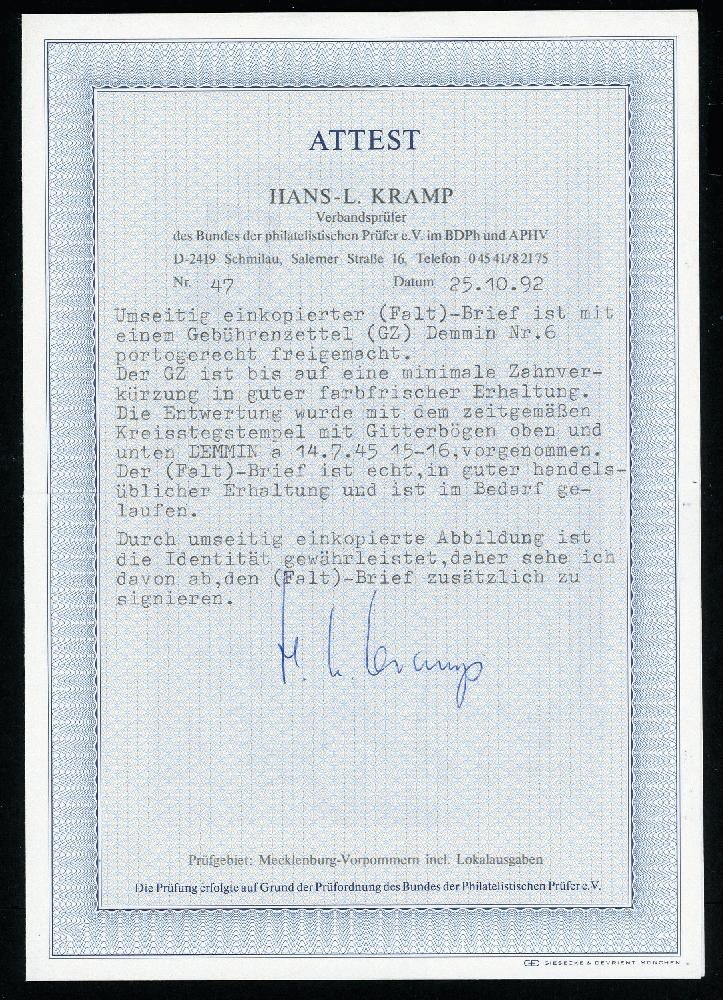 ATTEST
HANS-L. KRAMP
Verbandsprüfer
des Bundes der philatelistischen Prüfer e.V. im BDPh und APHV
D-2419 Schmilau, Salemer Straße 16, Telefon 04541/82175
Nr. 47 Datum 25.10.92
Umseitig einkopierter (Falt)-Brief ist mit
einem Gebührenzettel (GZ) Demmin Nr.6
portogerecht freigemacht.
Der GZ ist bis auf eine minimale Zahnver-
kürzung in guter farbfrischer Erhaltung.
Die Entwertung wurde mit dem zeitgemäßen
Kreisstegstempel mit Gitterbögen oben und
unten DEMMIN a 14.7.45 15-16,vorgenommen.
Der (Falt)-Brief ist echt,in guter handels-
üblicher Erhaltung und ist im Bedarf ge-
laufen.
Durch umseitig einkopierte Abbildung ist
die Identität gewährleistet,daher sehe ich
davon ab,den (Falt)-Brief zusätzlich zu
signieren.
H. L. Kramp
Prüfgebiet: Mecklenburg-Vorpommern incl. Lokalausgaben
Die Prüfung erfolgte auf Grund der Prüfordnung des Bundes der Philatelistischen Prüfer e.V.
GD GIESECKE & DEVRIENT MÜNCHEN